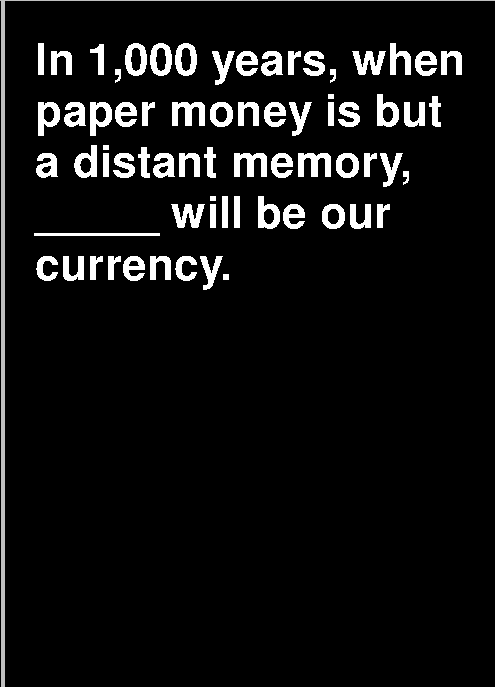 In 1,000 years, when
paper money is but
a distant memory,
______ will be our
currency.